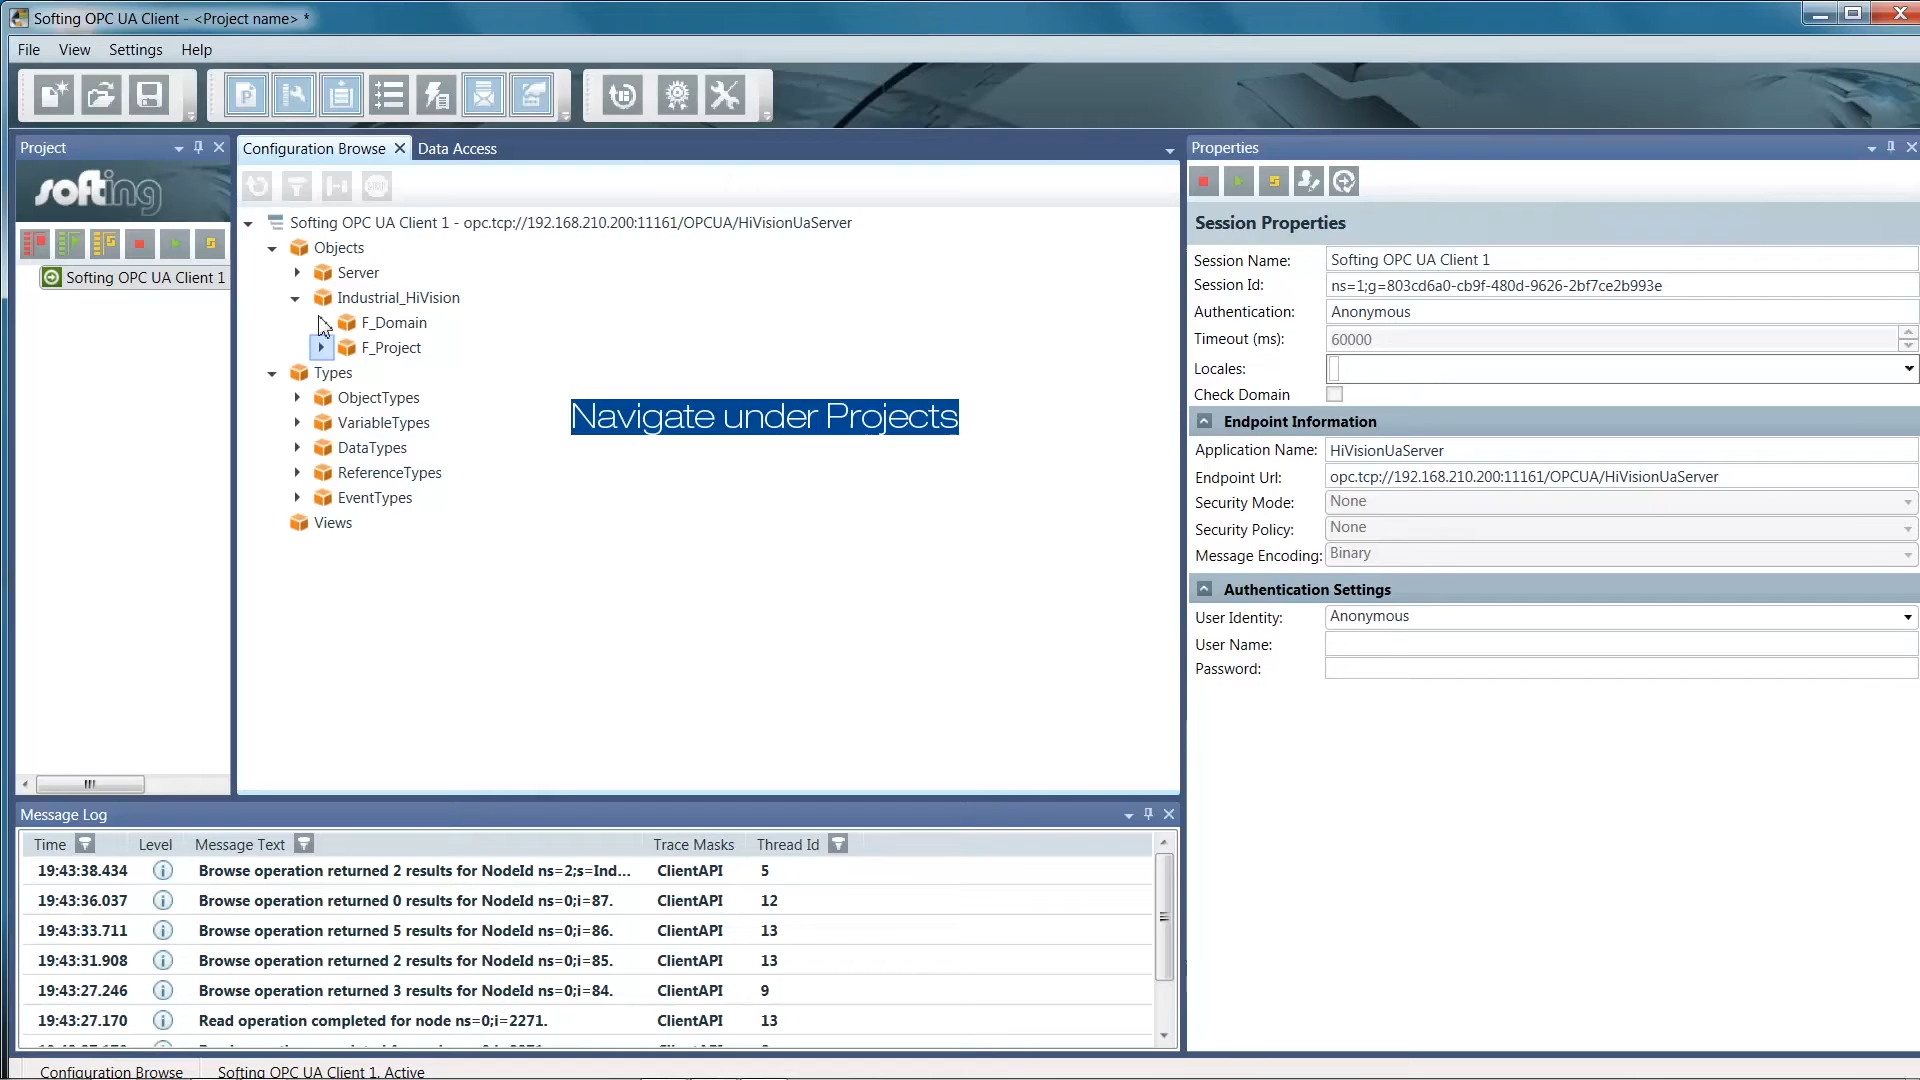 Softing OPC UA Client - <Project name> *
File View Settings Help
Project
softing
Softing OPC UA Client 1
Configuration Browse Data Access
Softing OPC UA Client 1 - opc.tcp://192.168.210.200:11161/OPCUA/HiVisionUaServer
Objects
Server
Industrial_HiVision
F_Domain
F_Project
Types
ObjectTypes
VariableTypes
DataTypes
ReferenceTypes
EventTypes
Views
Navigate under Projects
Properties
Session Properties
Session Name: Softing OPC UA Client 1
Session Id: ns=1;g=803cd6a0-cb9f-480d-9626-2bf7ce2b993e
Authentication: Anonymous
Timeout (ms): 60000
Locales:
Check Domain
Endpoint Information
Application Name: HiVisionUaServer
Endpoint Url: opc.tcp://192.168.210.200:11161/OPCUA/HiVisionUaServer
Security Mode: None
Security Policy: None
Message Encoding: Binary
Authentication Settings
User Identity: Anonymous
User Name:
Password:
Message Log
Time Level Message Text Trace Masks Thread Id
19:43:38.434 Browse operation returned 2 results for NodeId ns=2;s=Ind... ClientAPI 5
19:43:36.037 Browse operation returned 0 results for NodeId ns=0;i=87. ClientAPI 12
19:43:33.711 Browse operation returned 5 results for NodeId ns=0;i=86. ClientAPI 13
19:43:31.908 Browse operation returned 2 results for NodeId ns=0;i=85. ClientAPI 13
19:43:27.246 Browse operation returned 3 results for NodeId ns=0;i=84. ClientAPI 9
19:43:27.170 Read operation completed for node ns=0;i=2271. ClientAPI 13
Configuration Browse Softing OPC UA Client 1, Active